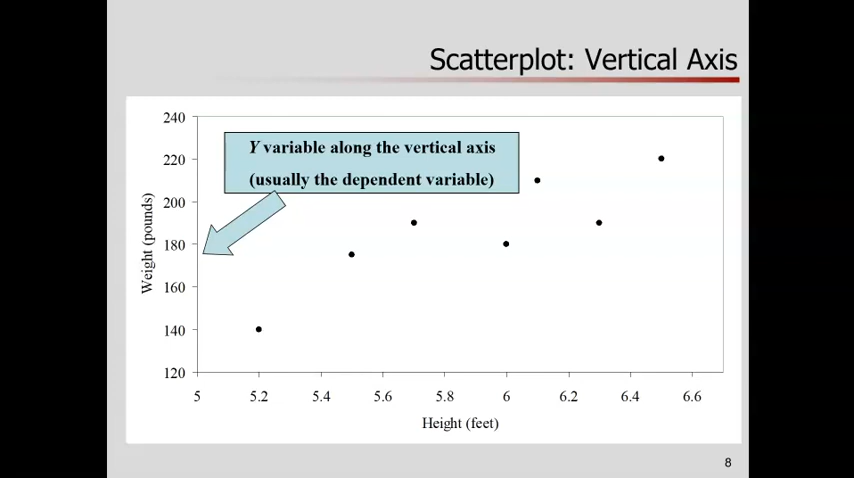 Scatterplot: Vertical Axis
240
Y variable along the vertical axis
220
(usually the dependent variable)
200
Weight (pounds)
180
160
140
120
5 5.2 5.4 5.6 5.8 6 6.2 6.4 6.6
Height (feet)
8